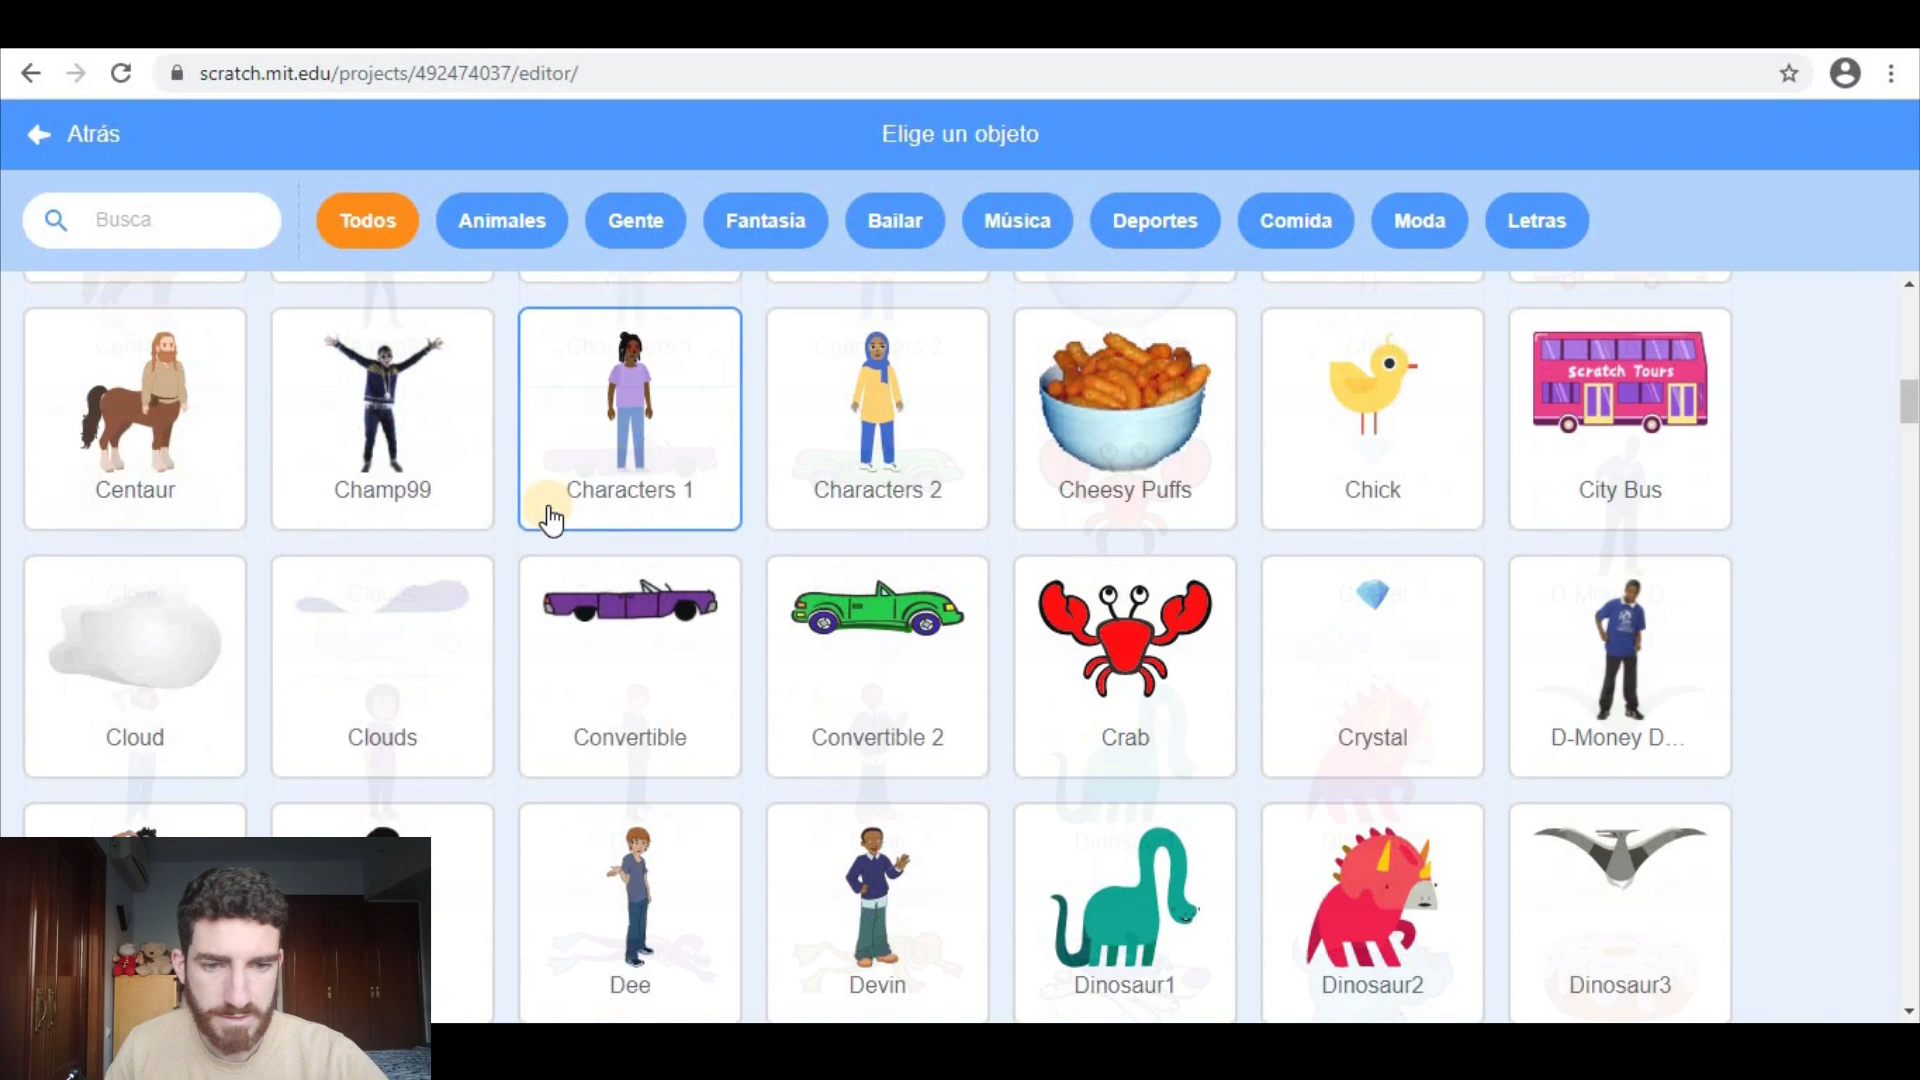 scratch.mit.edu/projects/492474037/editor/
Atrás
Elige un objeto
Busca
Todos
Animales
Gente
Fantasía
Bailar
Música
Deportes
Comida
Moda
Letras
Scratch Tours
Centaur
Champ99
Characters 1
Characters 2
Cheesy Puffs
Chick
City Bus
Cloud
Clouds
Convertible
Convertible 2
Crab
Crystal
D-Money D...
Dee
Devin
Dinosaur1
Dinosaur2
Dinosaur3